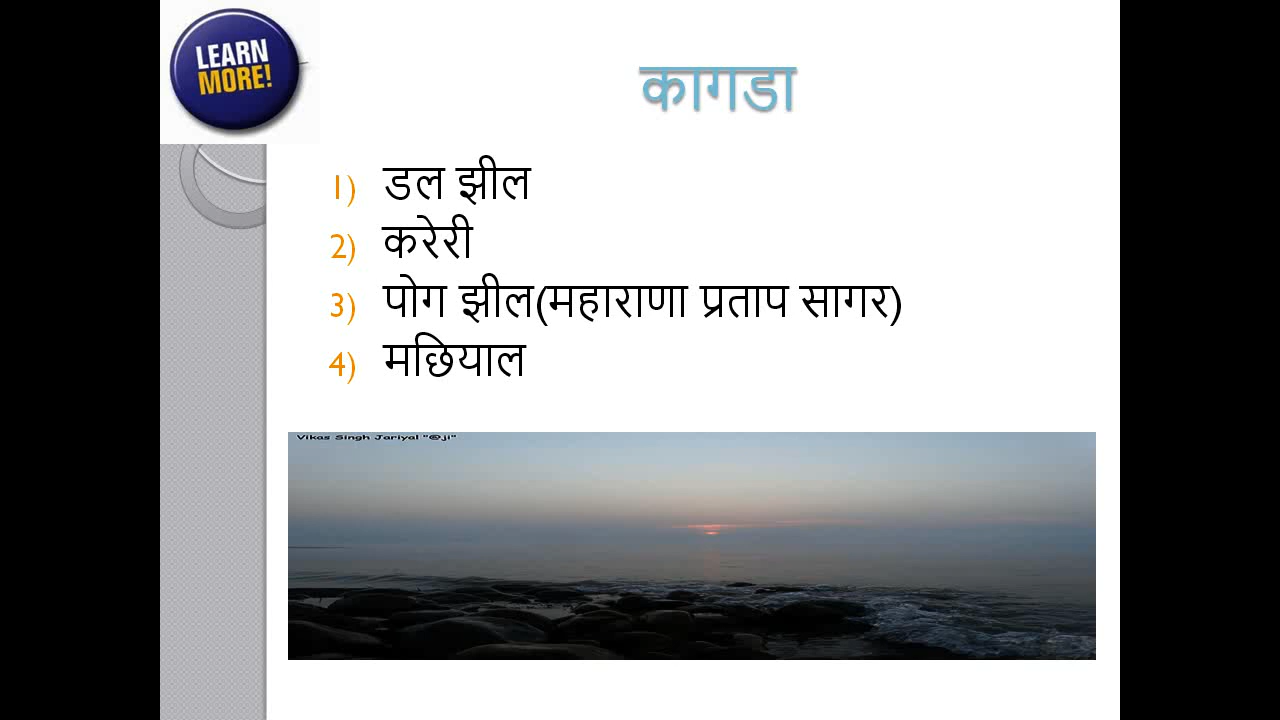 LEARN
MORE!
कागडा
1) डल झील
2) करेरी
3) पोग झील(महाराणा प्रताप सागर)
4) मछियाल
Vikas Singh Jariyal "@ji"